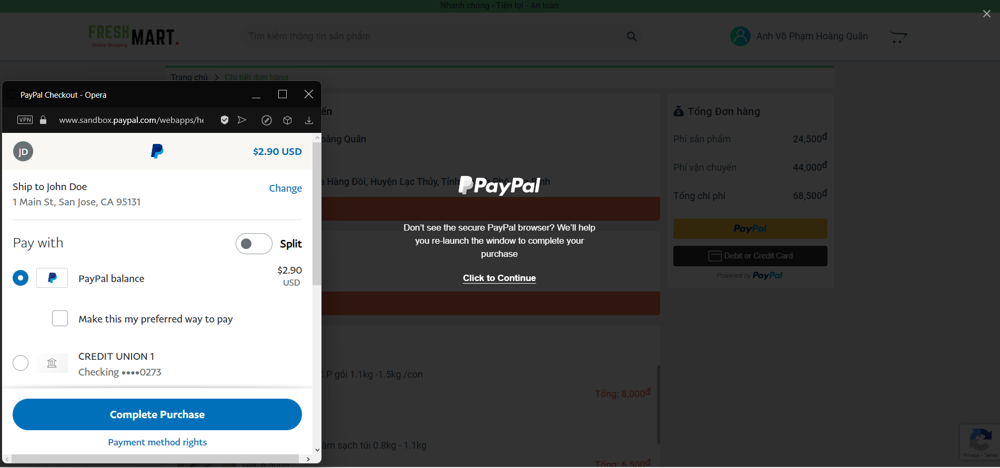 Nhanh chóng - Tiện lợi - An toàn
FRESH MART.
Online Shopping
Tìm kiếm thông tin sản phẩm
Anh Võ Phạm Hoàng Quân
Trang chủ > Chi tiết đơn hàng
PayPal Checkout - Opera
VPN www.sandbox.paypal.com/webapps/he
JD
$2.90 USD
Ship to John Doe
Change
1 Main St, San Jose, CA 95131
Pay with
Split
PayPal balance
$2.90
USD
Make this my preferred way to pay
CREDIT UNION 1
Checking ••••0273
Complete Purchase
Payment method rights
Hoàng Quân
Hàng Đồi, Huyện Lạc Thủy, Tỉnh
PayPal
Don't see the secure PayPal browser? We'll help
you re-launch the window to complete your
purchase
Click to Continue
C.P gói 1.1kg -1.5kg /con
Tổng: 8,000đ
làm sạch túi 0.8kg - 1.1kg
Giá: 6,500đ
Tổng: 6,500đ
Tổng Đơn hàng
Phí sản phẩm 24,500đ
Phí vận chuyển 44,000đ
Tổng chi phí 68,500đ
PayPal
Debit or Credit Card
Powered by PayPal
Privacy - Terms